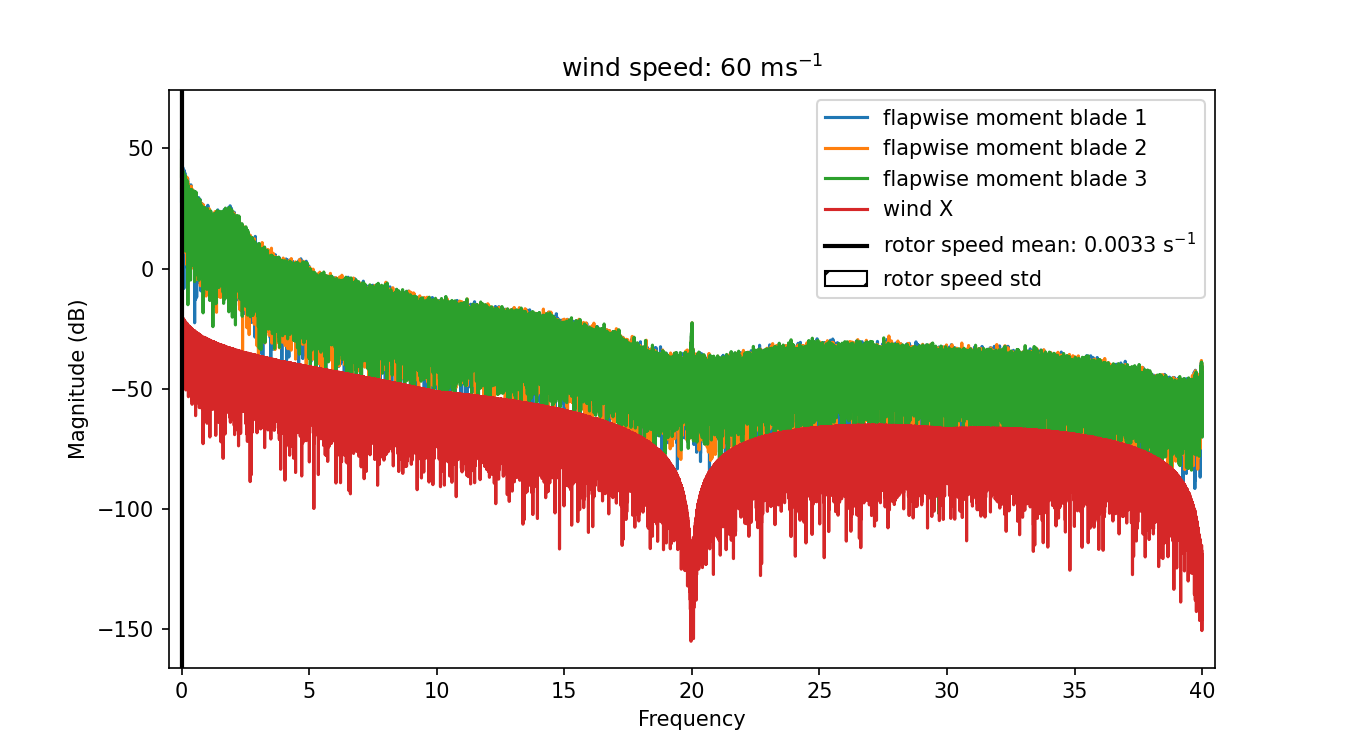 wind speed: 60 ms⁻¹
flapwise moment blade 1
flapwise moment blade 2
flapwise moment blade 3
wind X
rotor speed mean: 0.0033 s⁻¹
rotor speed std
Magnitude (dB)
50
0
−50
−100
−150
0 5 10 15 20 25 30 35 40
Frequency